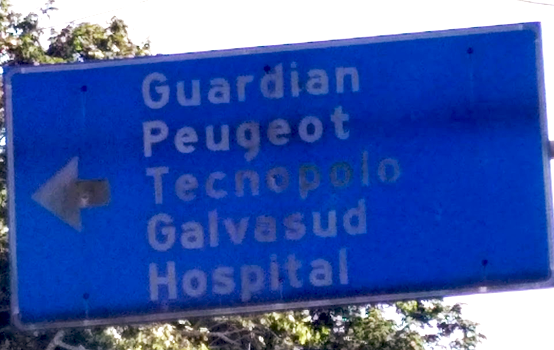 Guardian
Peugeot
Tecnopolo
Galvasud
Hospital